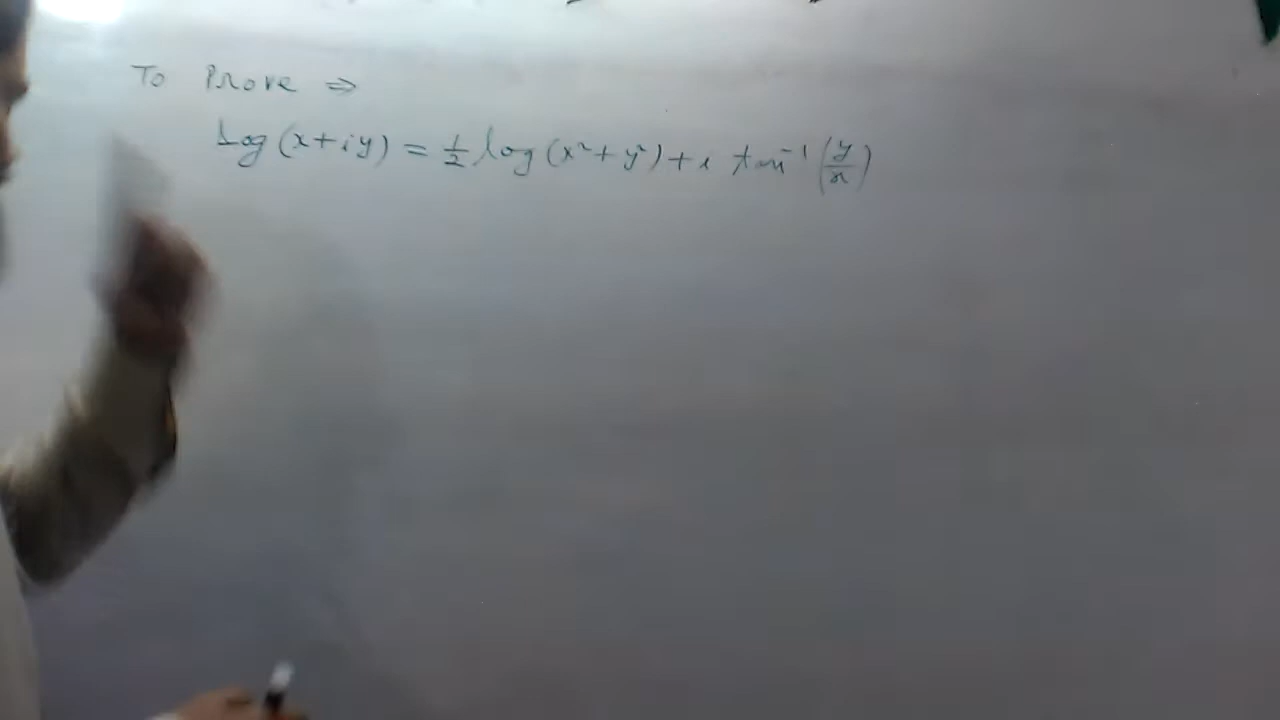 To Prove ⇒
Log (x+iy) = 1/2 log (x²+y²) + i tan⁻¹ (y/x)